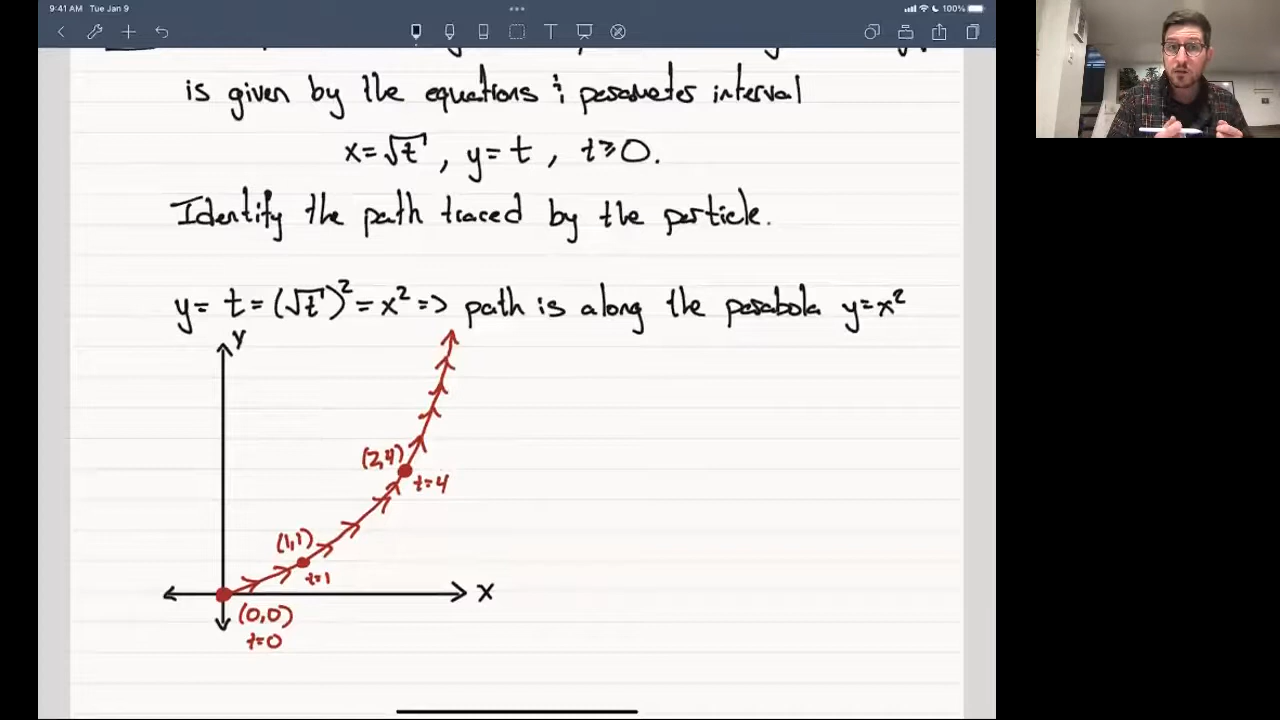 9:41 AM Tue Jan 9
100%
is given by the equations & parameter interval
x=√t, y=t, t≥0.
Identify the path traced by the particle.
y= t=(√t)²=x² => path is along the parabola y=x²
y
(2,4)
t=4
(1,1)
t=1
x
(0,0)
t=0